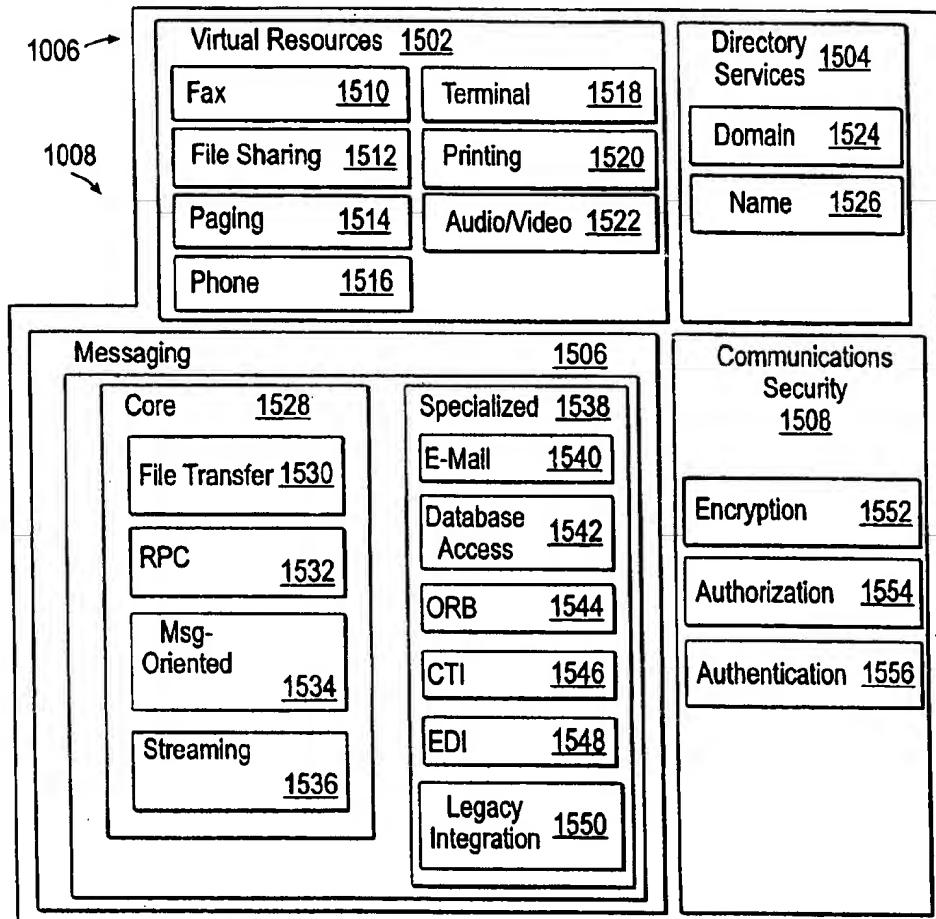 1006
1008
Virtual Resources 1502
Fax 1510
File Sharing 1512
Paging 1514
Phone 1516
Terminal 1518
Printing 1520
Audio/Video 1522
Directory
Services 1504
Domain 1524
Name 1526
Messaging 1506
Core 1528
File Transfer 1530
RPC 1532
Msg-
Oriented
1534
Streaming
1536
Specialized 1538
E-Mail 1540
Database
Access 1542
ORB 1544
CTI 1546
EDI 1548
Legacy
Integration 1550
Communications
Security
1508
Encryption 1552
Authorization 1554
Authentication 1556